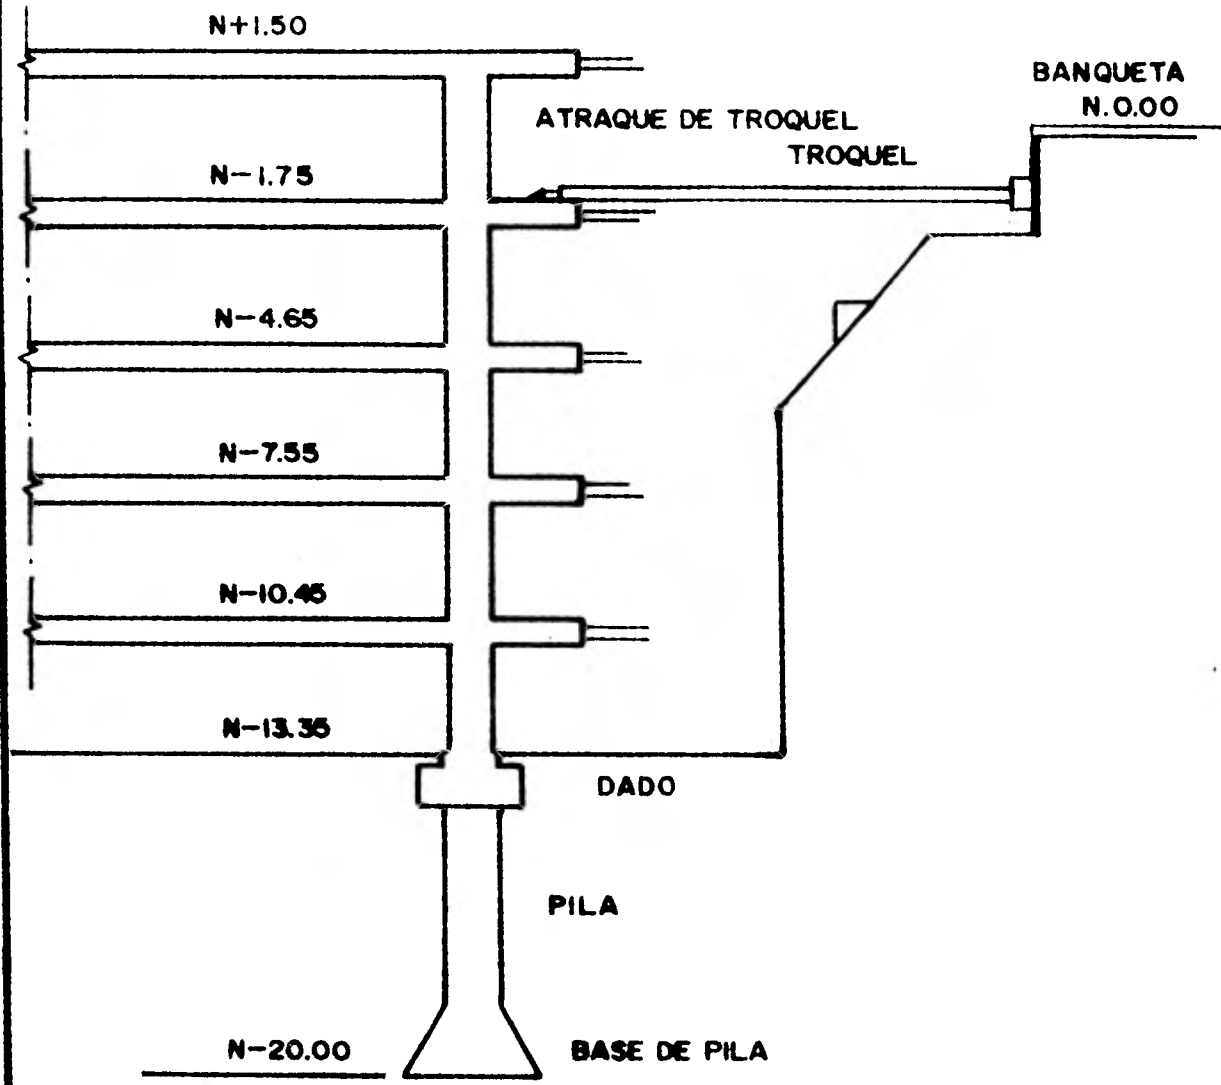 N+1.50
BANQUETA
N.0.00
ATRAQUE DE TROQUEL
TROQUEL
N-1.75
N-4.65
N-7.55
N-10.45
N-13.35
DADO
PILA
N-20.00
BASE DE PILA